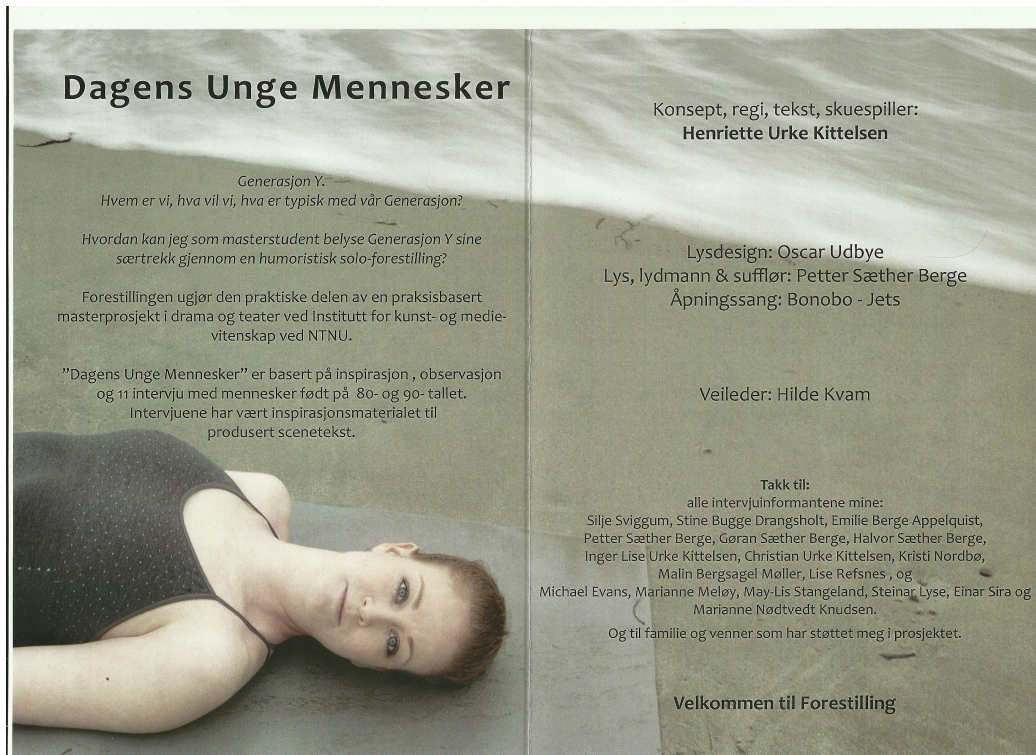 Dagens Unge Mennesker
Generasjon Y.
Hvem er vi, hva vil vi, hva er typisk med vår Generasjon?
Hvordan kan jeg som masterstudent belyse Generasjon Y sine
særtrekk gjennom en humoristisk solo-forestilling?
Forestillingen ugjør den praktiske delen av en praksisbasert
masterprosjekt i drama og teater ved Institutt for kunst- og medie-
vitenskap ved NTNU.
”Dagens Unge Mennesker” er basert på inspirasjon , observasjon
og 11 intervju med mennesker født på 80- og 90- tallet.
Intervjuene har vært inspirasjonsmaterialet til
produsert scenetekst.
Konsept, regi, tekst, skuespiller:
Henriette Urke Kittelsen
Lysdesign: Oscar Udbye
Lys, lydmann & sufflør: Petter Sæther Berge
Åpningssang: Bonobo - Jets
Veileder: Hilde Kvam
Takk til:
alle intervjuinformantene mine:
Silje Sviggum, Stine Bugge Drangsholt, Emilie Berge Appelquist,
Petter Sæther Berge, Gøran Sæther Berge, Halvor Sæther Berge,
Inger Lise Urke Kittelsen, Christian Urke Kittelsen, Kristi Nordbø,
Malin Bergsagel Møller, Lise Refsnes , og
Michael Evans, Marianne Meløy, May-Lis Stangeland, Steinar Lyse, Einar Sira og
Marianne Nødtvedt Knudsen.
Og til familie og venner som har støttet meg i prosjektet.
Velkommen til Forestilling